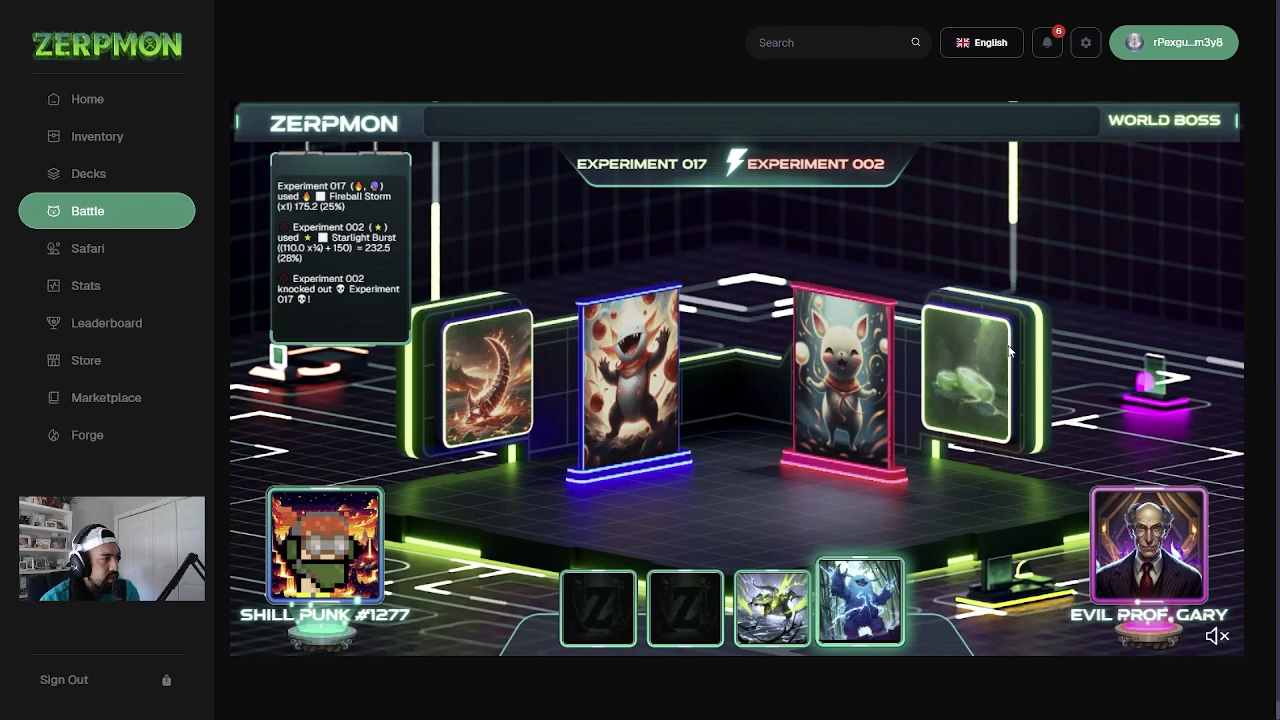 ZERPMON
Search
English
6
rPexgu...m3y8
Home
Inventory
Decks
Battle
Safari
Stats
Leaderboard
Store
Marketplace
Forge
Sign Out
ZERPMON
WORLD BOSS
EXPERIMENT 017
EXPERIMENT 002
Experiment 017 (🔥, 🔮)
used 🔥 ⬜ Fireball Storm
(x1) 175.2 (25%)
Experiment 002 (⭐)
used ⭐ ⬜ Starlight Burst
((110.0 x¾) + 150) = 232.5
(28%)
Experiment 002
knocked out 💀 Experiment
017 💀!
SHILL PUNK #1277
EVIL PROF. GARY
Z
Z